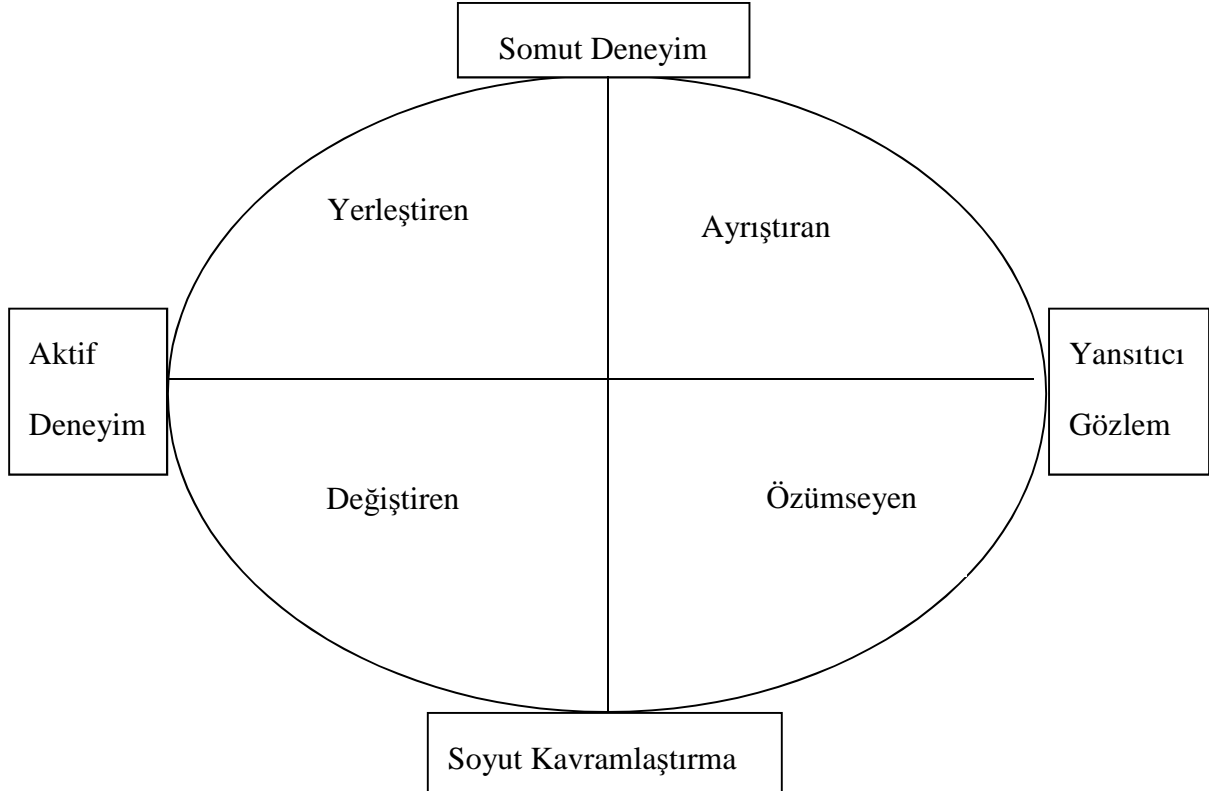 Somut Deneyim
Yerleştiren
Ayrıştıran
Aktif
Deneyim
Yansıtıcı
Gözlem
Değiştiren
Özümseyen
Soyut Kavramlaştırma